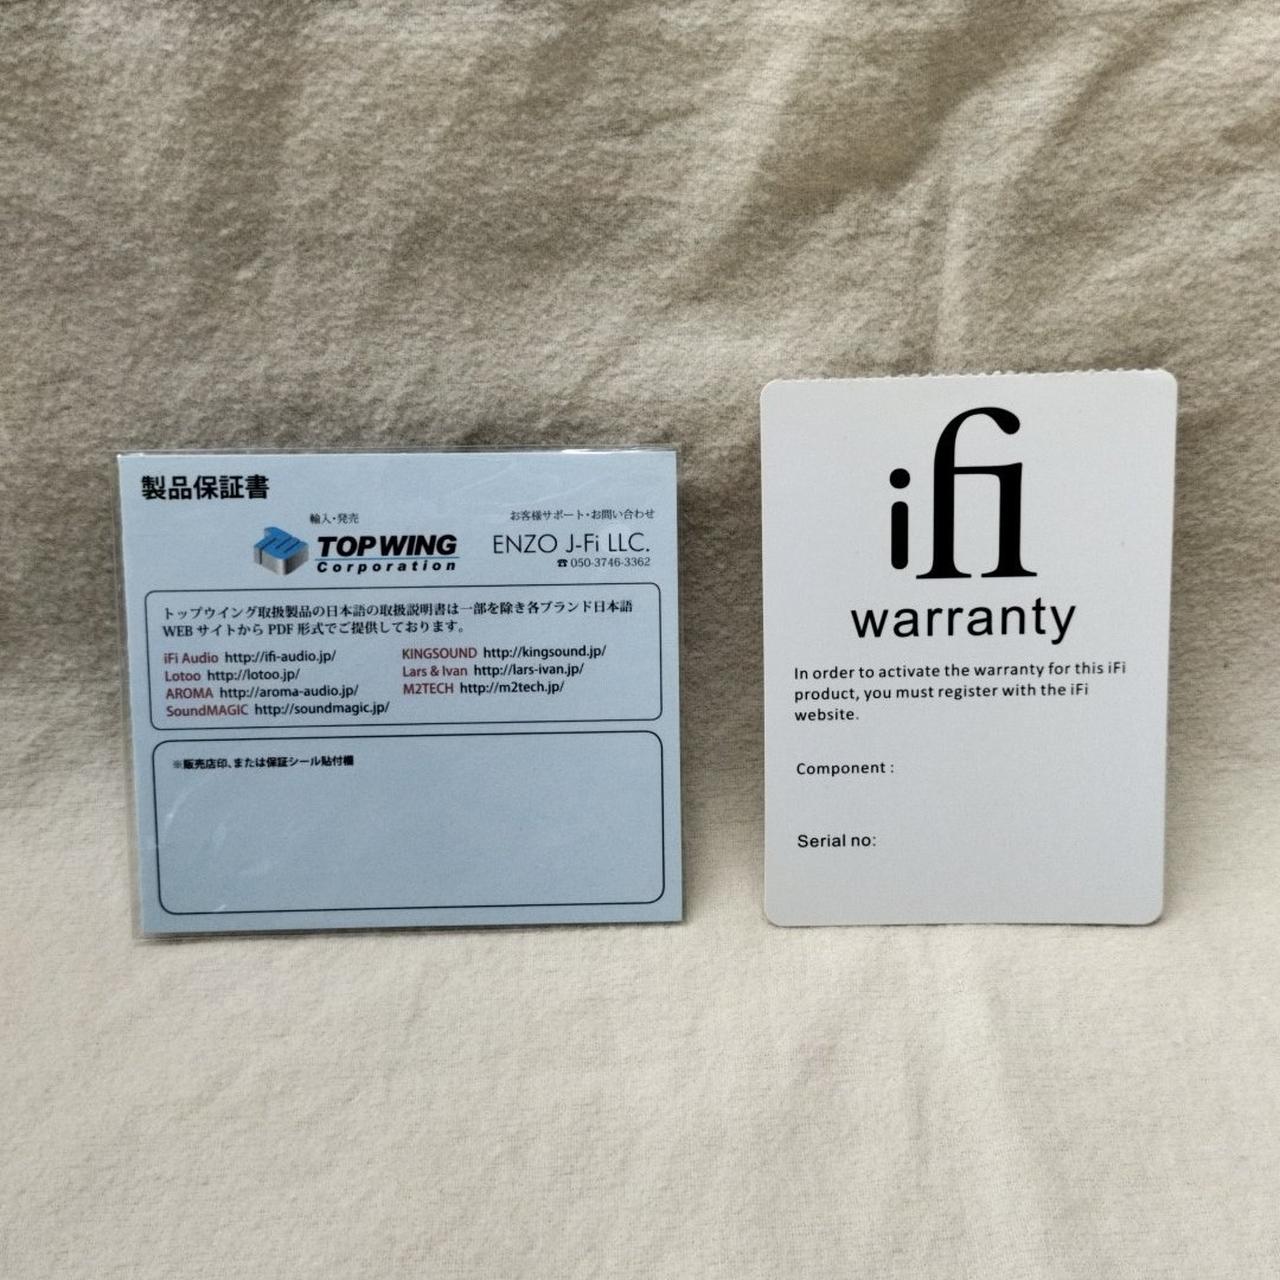 製品保証書
輸入・発売
TOPWING
Corporation
お客様サポート・お問い合わせ
ENZO J-Fi LLC.
☎050-3746-3362
トップウイング取扱製品の日本語の取扱説明書は一部を除き各ブランド日本語
WEBサイトからPDF形式でご提供しております。
iFi Audio http://ifi-audio.jp/
Lotoo http://lotoo.jp/
AROMA http://aroma-audio.jp/
SoundMAGIC http://soundmagic.jp/
KINGSOUND http://kingsound.jp/
Lars & Ivan http://lars-ivan.jp/
M2TECH http://m2tech.jp/
※販売店印、または保証シール貼付欄
ifi
warranty
In order to activate the warranty for this iFi
product, you must register with the iFi
website.
Component :
Serial no: